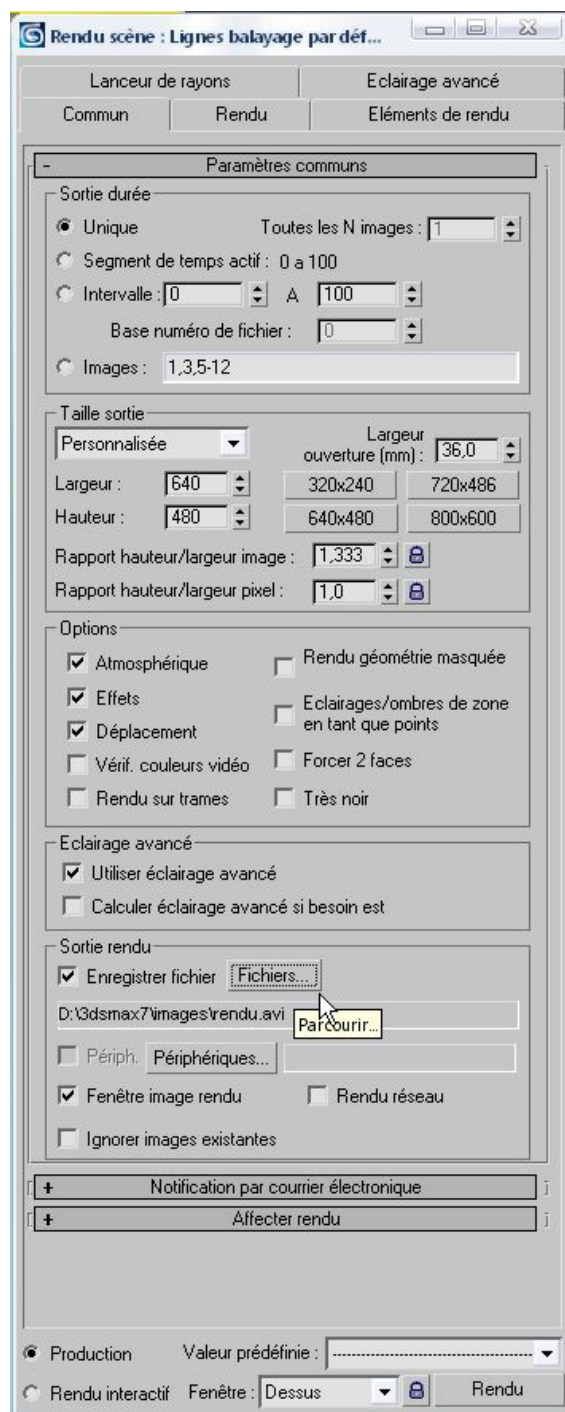 Rendu scène : Lignes balayage par déf...
Lanceur de rayons Eclairage avancé
Commun Rendu Eléments de rendu
- Paramètres communs
Sortie durée
Unique Toutes les N images : 1
Segment de temps actif : 0 a 100
Intervalle : 0 A 100
Base numéro de fichier : 0
Images : 1,3,5-12
Taille sortie
Personnalisée Largeur ouverture (mm) : 36,0
Largeur : 640 320x240 720x486
Hauteur : 480 640x480 800x600
Rapport hauteur/largeur image : 1,333
Rapport hauteur/largeur pixel : 1,0
Options
Atmosphérique Rendu géométrie masquée
Effets Eclairages/ombres de zone en tant que points
Déplacement
Vérif. couleurs vidéo Forcer 2 faces
Rendu sur trames Très noir
Eclairage avancé
Utiliser éclairage avancé
Calculer éclairage avancé si besoin est
Sortie rendu
Enregistrer fichier Fichiers...
D:\3dsmax7\images\rendu.avi Parcourir...
Périph. Périphériques...
Fenêtre image rendu Rendu réseau
Ignorer images existantes
+ Notification par courrier électronique
+ Affecter rendu
Production Valeur prédéfinie : --------------------
Rendu interactif Fenêtre : Dessus Rendu